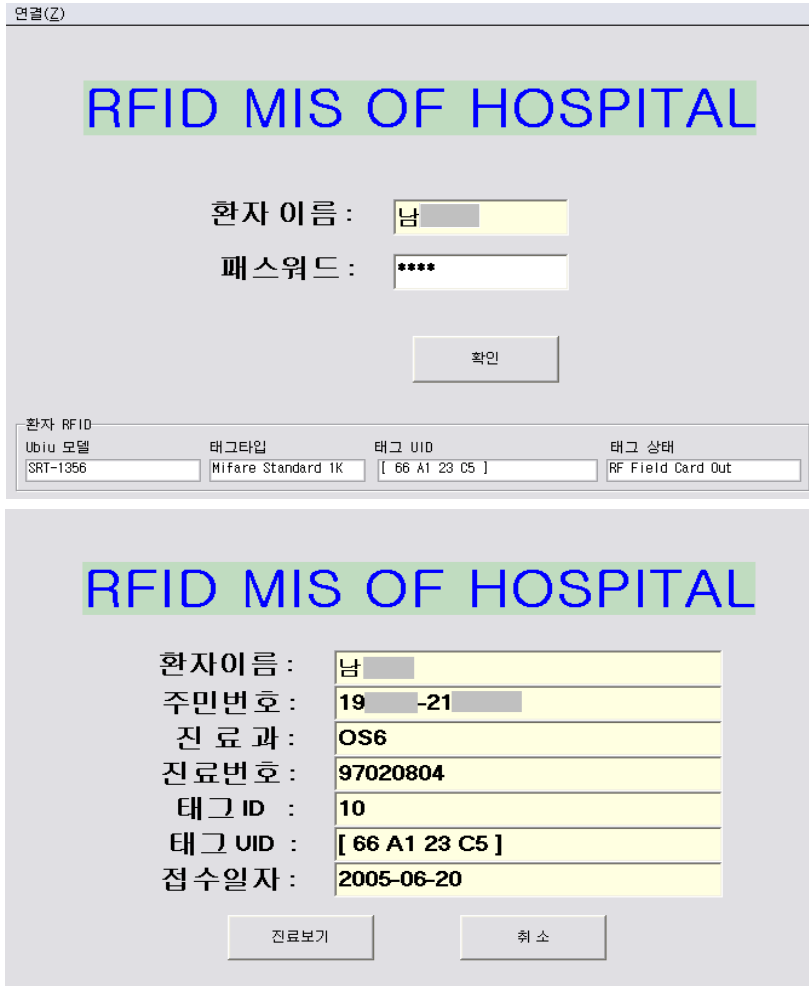 연결(Z)
RFID MIS OF HOSPITAL
환자 이름 : 남
패스워드 : ****
확인
환자 RFID
Ubiu 모델 태그타입 태그 UID 태그 상태
SRT-1356 Mifare Standard 1K [ 66 A1 23 C5 ] RF Field Card Out
RFID MIS OF HOSPITAL
환자이름 : 남
주민번호 : 19 -21
진 료 과 : OS6
진료번호 : 97020804
태그 ID : 10
태그 UID : [ 66 A1 23 C5 ]
접수일자 : 2005-06-20
진료보기 취 소